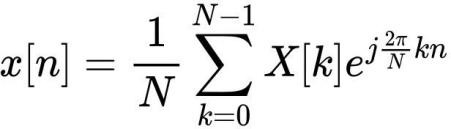 x[n] = \frac{1}{N} \sum_{k=0}^{N-1} X[k] e^{j\frac{2\pi}{N}kn}